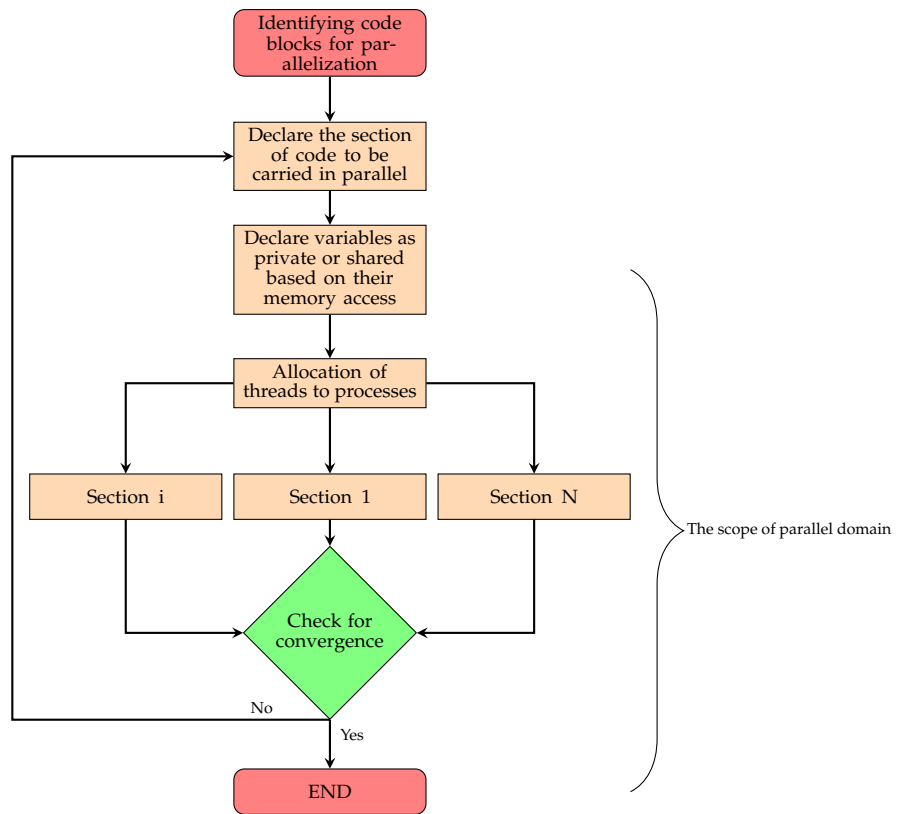 Identifying code
blocks for par-
allelization
Declare the section
of code to be
carried in parallel
Declare variables as
private or shared
based on their
memory access
Allocation of
threads to processes
Section i
Section 1
Section N
The scope of parallel domain
Check for
convergence
No
Yes
END